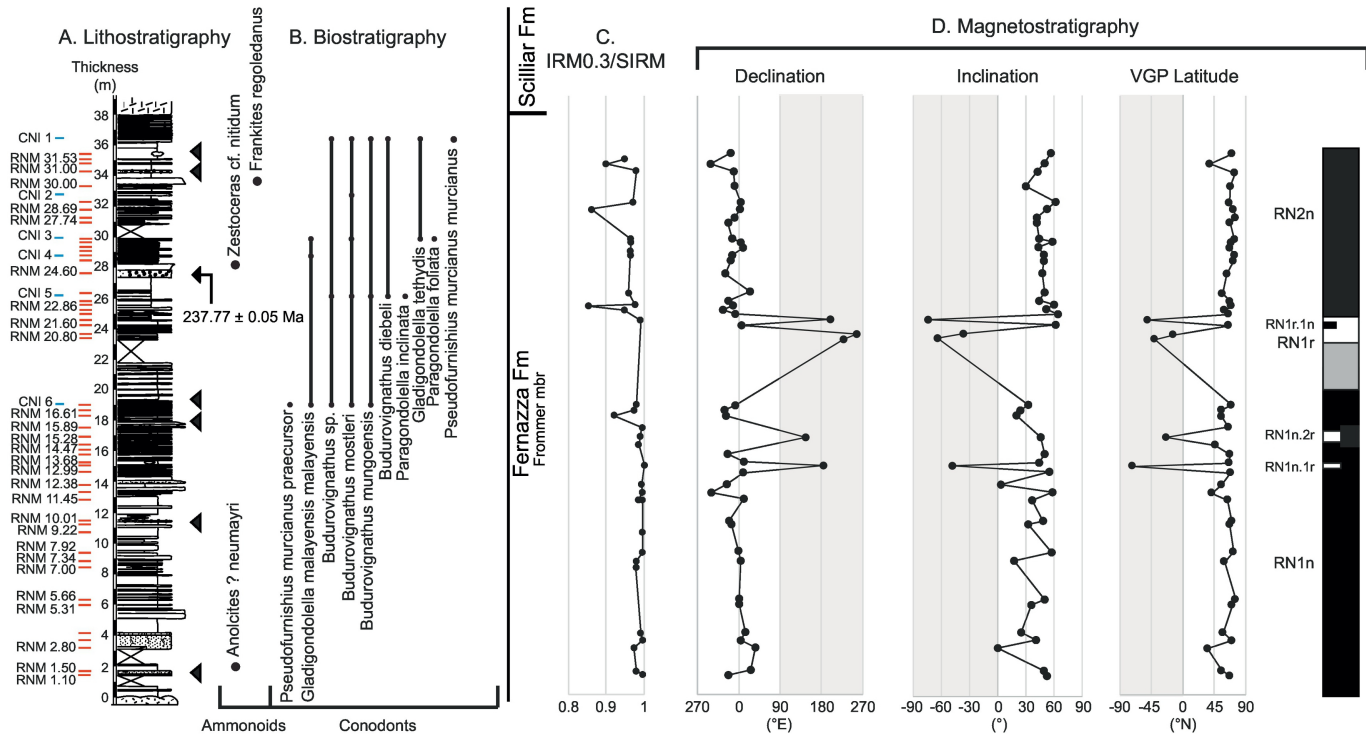 A. Lithostratigraphy
Thickness
(m)
38
36
34
32
30
28
26
24
22
20
18
16
14
12
10
8
6
4
2
0
CNI 1
RNM 31.53
RNM 31.00
RNM 30.00
CNI 2
RNM 28.69
RNM 27.74
CNI 3
CNI 4
RNM 24.60
CNI 5
RNM 22.86
RNM 21.60
RNM 20.80
CNI 6
RNM 16.61
RNM 15.89
RNM 15.28
RNM 14.47
RNM 13.68
RNM 12.99
RNM 12.38
RNM 11.45
RNM 10.01
RNM 9.22
RNM 7.92
RNM 7.34
RNM 7.00
RNM 5.66
RNM 5.31
RNM 2.80
RNM 1.50
RNM 1.10
237.77 ± 0.05 Ma
B. Biostratigraphy
Anolcites ? neumayri
Zestoceras cf. nitidum
Frankites regoledanus
Pseudofurnishius murcianus praecursor
Gladigondolella malayensis malayensis
Budurovignathus sp.
Budurovignathus mostleri
Budurovignathus mungoensis
Budurovignathus diebeli
Paragondolella inclinata
Gladigondolella tethydis
Paragondolella foliata
Pseudofurnishius murcianus murcianus
Ammonoids
Conodonts
Scilliar Fm
Fernazza Fm
Frommer mbr
C.
IRM0.3/SIRM
0.8 0.9 1
D. Magnetostratigraphy
Declination
270 0 180 270
(°E)
Inclination
-90 -60 -30 0 30 60 90
(°)
VGP Latitude
-90 -45 0 45 90
(°N)
RN2n
RN1r.1n
RN1r
RN1n.2r
RN1n.1r
RN1n